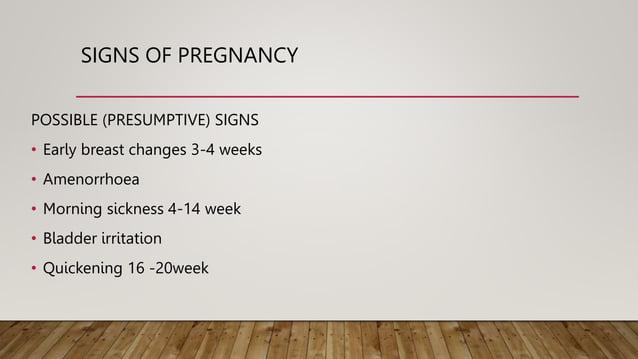 SIGNS OF PREGNANCY
POSSIBLE (PRESUMPTIVE) SIGNS
• Early breast changes 3-4 weeks
• Amenorrhoea
• Morning sickness 4-14 week
• Bladder irritation
• Quickening 16 -20week